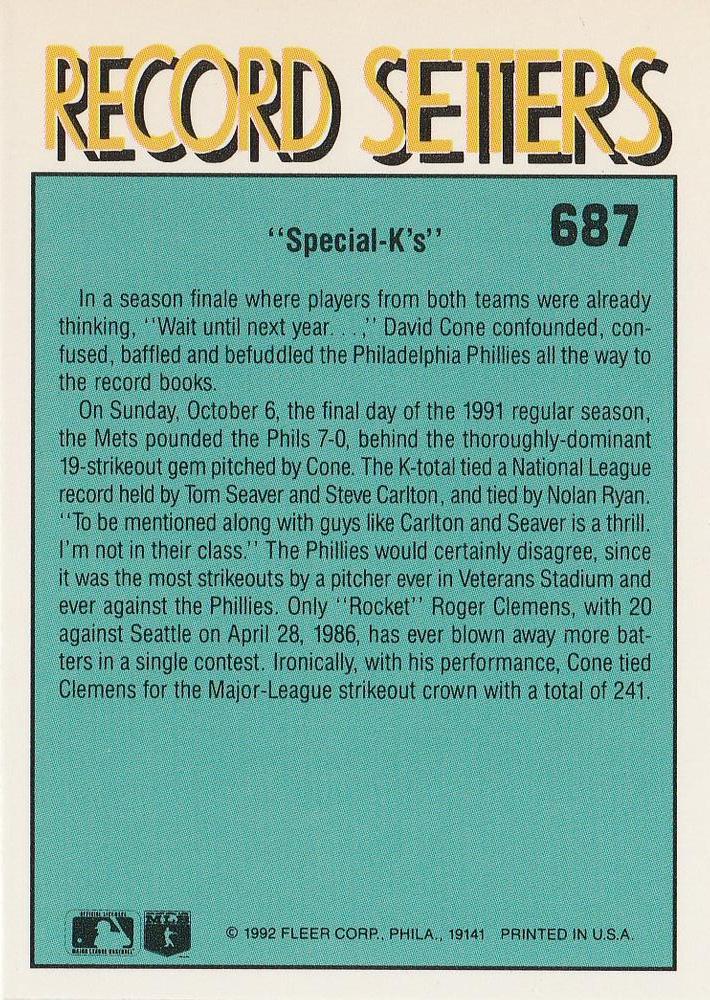 RECORD SETTERS
687
"Special-K's"
In a season finale where players from both teams were already
thinking, "Wait until next year. . .," David Cone confounded, con-
fused, baffled and befuddled the Philadelphia Phillies all the way to
the record books.
On Sunday, October 6, the final day of the 1991 regular season,
the Mets pounded the Phils 7-0, behind the thoroughly-dominant
19-strikeout gem pitched by Cone. The K-total tied a National League
record held by Tom Seaver and Steve Carlton, and tied by Nolan Ryan.
"To be mentioned along with guys like Carlton and Seaver is a thrill.
I'm not in their class." The Phillies would certainly disagree, since
it was the most strikeouts by a pitcher ever in Veterans Stadium and
ever against the Phillies. Only "Rocket" Roger Clemens, with 20
against Seattle on April 28, 1986, has ever blown away more bat-
ters in a single contest. Ironically, with his performance, Cone tied
Clemens for the Major-League strikeout crown with a total of 241.
OFFICIAL LICENSEE
MAJOR LEAGUE BASEBALL
© 1992 FLEER CORP., PHILA., 19141 PRINTED IN U.S.A.